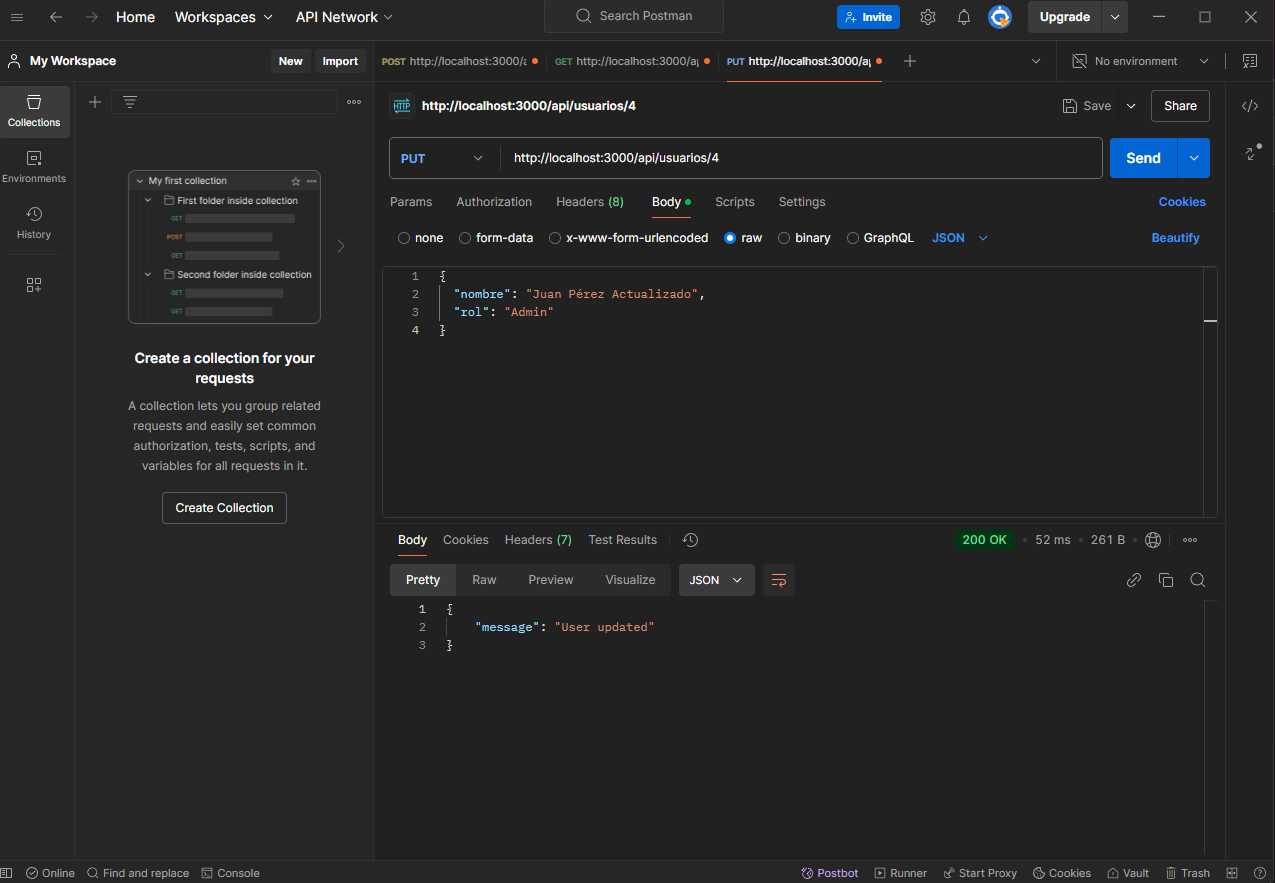 Home Workspaces API Network Search Postman Invite Upgrade
My Workspace New Import POST http://localhost:3000/a GET http://localhost:3000/a PUT http://localhost:3000/a No environment
Collections
Environments
History
My first collection
First folder inside collection
GET
POST
GET
Second folder inside collection
GET
GET
Create a collection for your
requests
A collection lets you group related
requests and easily set common
authorization, tests, scripts, and
variables for all requests in it.
Create Collection
HTTP http://localhost:3000/api/usuarios/4 Save Share
PUT http://localhost:3000/api/usuarios/4 Send
Params Authorization Headers (8) Body Scripts Settings Cookies
none form-data x-www-form-urlencoded raw binary GraphQL JSON Beautify
1 {
2 "nombre": "Juan Pérez Actualizado",
3 "rol": "Admin"
4 }
Body Cookies Headers (7) Test Results 200 OK 52 ms 261 B
Pretty Raw Preview Visualize JSON
1 {
2 "message": "User updated"
3 }
Online Find and replace Console Postbot Runner Start Proxy Cookies Vault Trash